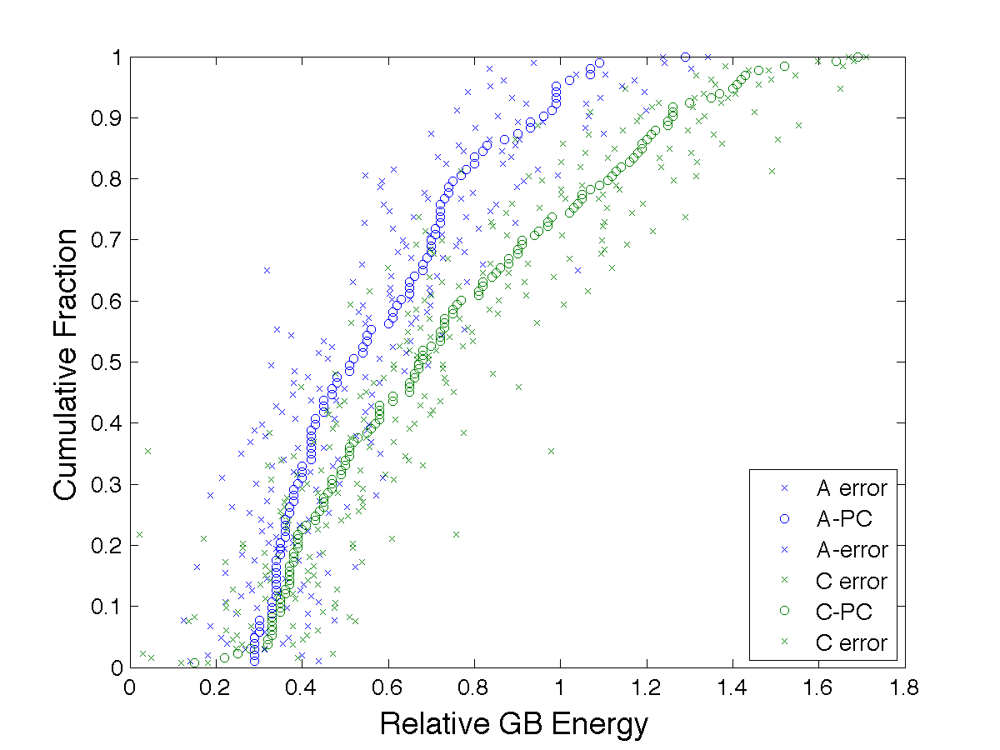 1
0.9
0.8
0.7
0.6
0.5
0.4
0.3
0.2
0.1
0
Cumulative Fraction
A error
A-PC
A-error
C error
C-PC
C error
0 0.2 0.4 0.6 0.8 1 1.2 1.4 1.6 1.8
Relative GB Energy